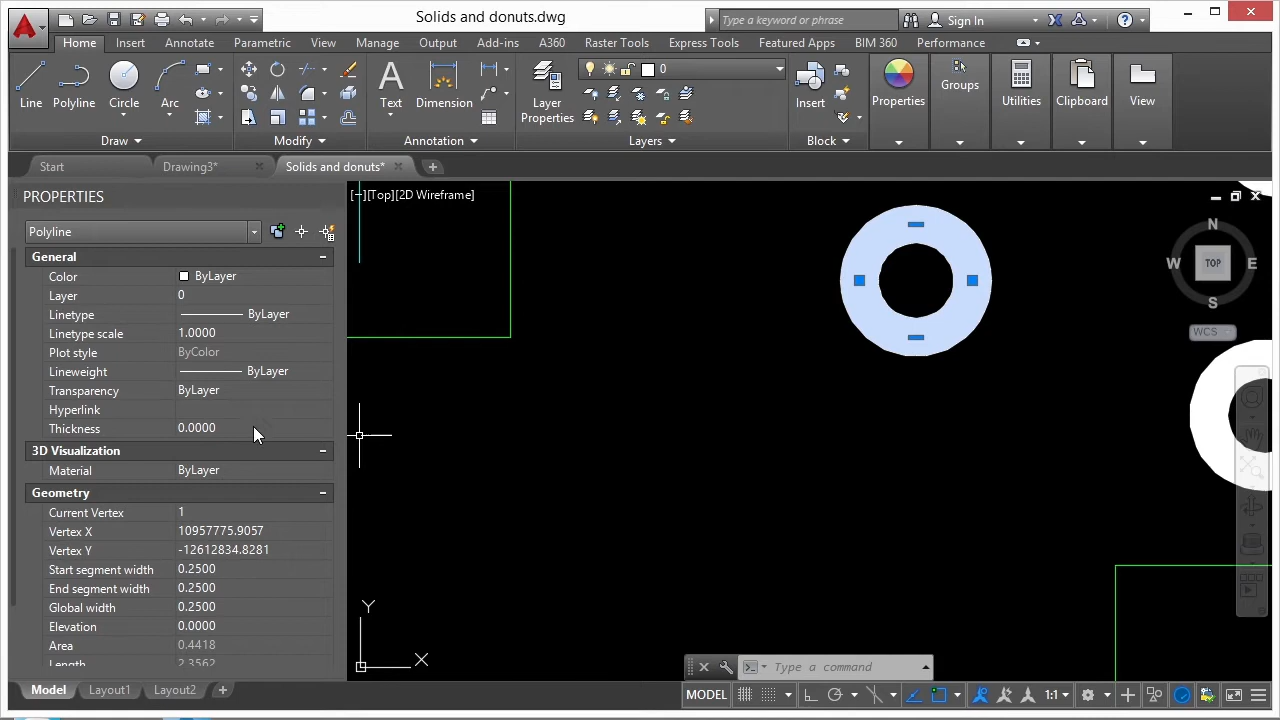 Solids and donuts.dwg
Type a keyword or phrase
Sign In
Home Insert Annotate Parametric View Manage Output Add-ins A360 Raster Tools Express Tools Featured Apps BIM 360 Performance
0
Line Polyline Circle Arc
Text Dimension
Layer Properties
Insert
Properties Groups Utilities Clipboard View
Draw Modify Annotation Layers Block
Start Drawing3* Solids and donuts*
PROPERTIES
[−][Top][2D Wireframe]
Polyline
General
Color ByLayer
Layer 0
Linetype ByLayer
Linetype scale 1.0000
Plot style ByColor
Lineweight ByLayer
Transparency ByLayer
Hyperlink
Thickness 0.0000
3D Visualization
Material ByLayer
Geometry
Current Vertex 1
Vertex X 10957775.9057
Vertex Y -12612834.8281
Start segment width 0.2500
End segment width 0.2500
Global width 0.2500
Elevation 0.0000
Area 0.4418
Length 2.3562
N
W TOP E
S
WCS
Y
X
Type a command
Model Layout1 Layout2
MODEL 1:1